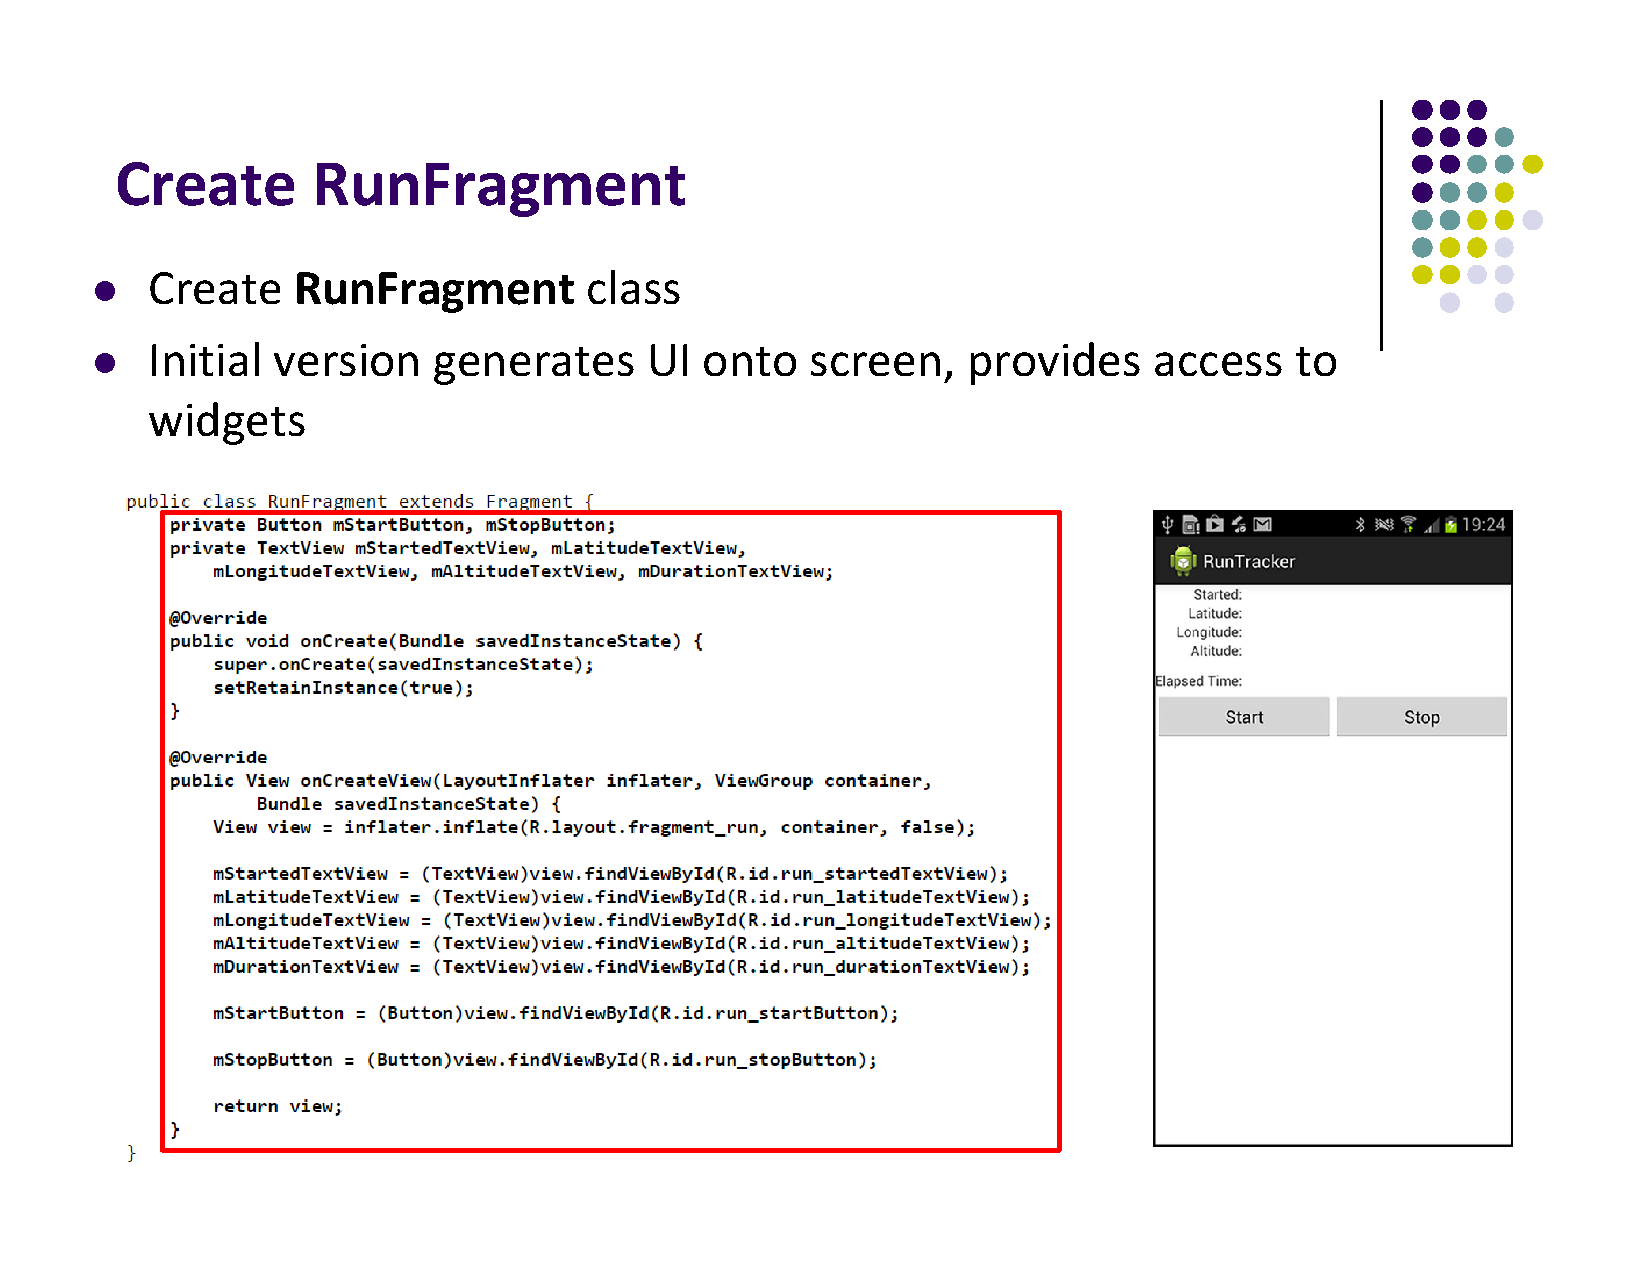 Create RunFragment
Create RunFragment class
Initial version generates UI onto screen, provides access to
widgets
public class RunFragment extends Fragment {
private Button mStartButton, mStopButton;
private TextView mStartedTextView, mLatitudeTextView,
mLongitudeTextView, mAltitudeTextView, mDurationTextView;
@Override
public void onCreate(Bundle savedInstanceState) {
super.onCreate(savedInstanceState);
setRetainInstance(true);
}
@Override
public View onCreateView(LayoutInflater inflater, ViewGroup container,
Bundle savedInstanceState) {
View view = inflater.inflate(R.layout.fragment_run, container, false);
mStartedTextView = (TextView)view.findViewById(R.id.run_startedTextView);
mLatitudeTextView = (TextView)view.findViewById(R.id.run_latitudeTextView);
mLongitudeTextView = (TextView)view.findViewById(R.id.run_longitudeTextView);
mAltitudeTextView = (TextView)view.findViewById(R.id.run_altitudeTextView);
mDurationTextView = (TextView)view.findViewById(R.id.run_durationTextView);
mStartButton = (Button)view.findViewById(R.id.run_startButton);
mStopButton = (Button)view.findViewById(R.id.run_stopButton);
return view;
}
}
19:24
RunTracker
Started:
Latitude:
Longitude:
Altitude:
Elapsed Time:
Start Stop